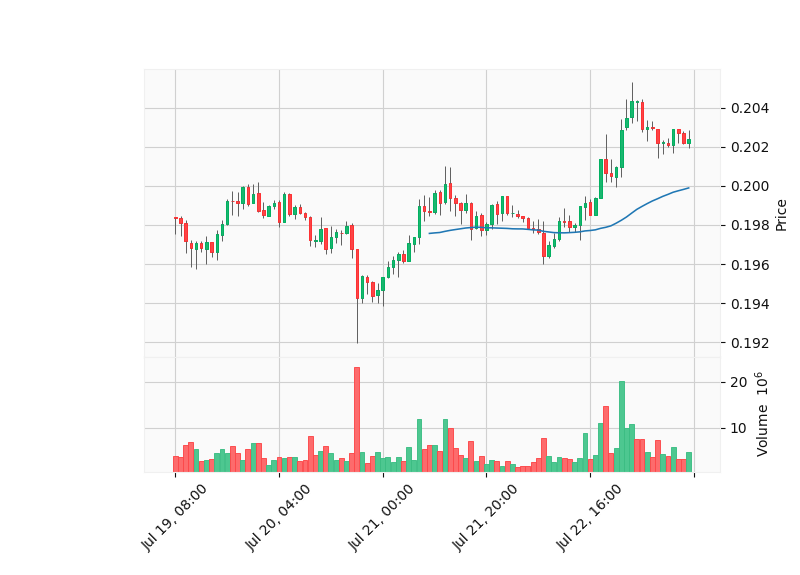 0.204
0.202
0.200
0.198
0.196
0.194
0.192
Price
20
10
Volume 10^6
Jul 19, 08:00
Jul 20, 04:00
Jul 21, 00:00
Jul 21, 20:00
Jul 22, 16:00